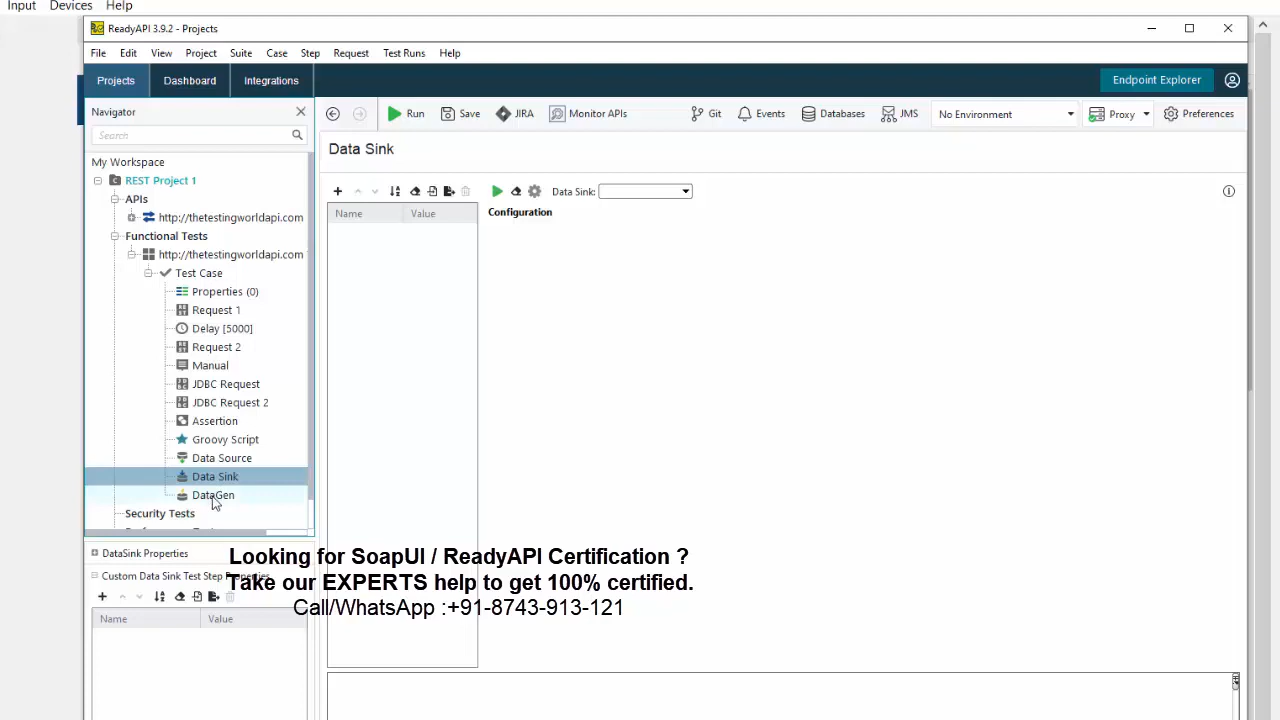 Input Devices Help
ReadyAPI 3.9.2 - Projects
File Edit View Project Suite Case Step Request Test Runs Help
Projects Dashboard Integrations Endpoint Explorer
Navigator
Search
Run Save JIRA Monitor APIs Git Events Databases JMS No Environment Proxy Preferences
My Workspace
REST Project 1
APIs
http://thetestingworldapi.com
Functional Tests
http://thetestingworldapi.com
Test Case
Properties (0)
Request 1
Delay [5000]
Request 2
Manual
JDBC Request
JDBC Request 2
Assertion
Groovy Script
Data Source
Data Sink
DataGen
Security Tests
Data Sink
Data Sink:
Name Value
Configuration
DataSink Properties
Custom Data Sink Test Step Properties
Name Value
Looking for SoapUI / ReadyAPI Certification ?
Take our EXPERTS help to get 100% certified.
Call/WhatsApp :+91-8743-913-121